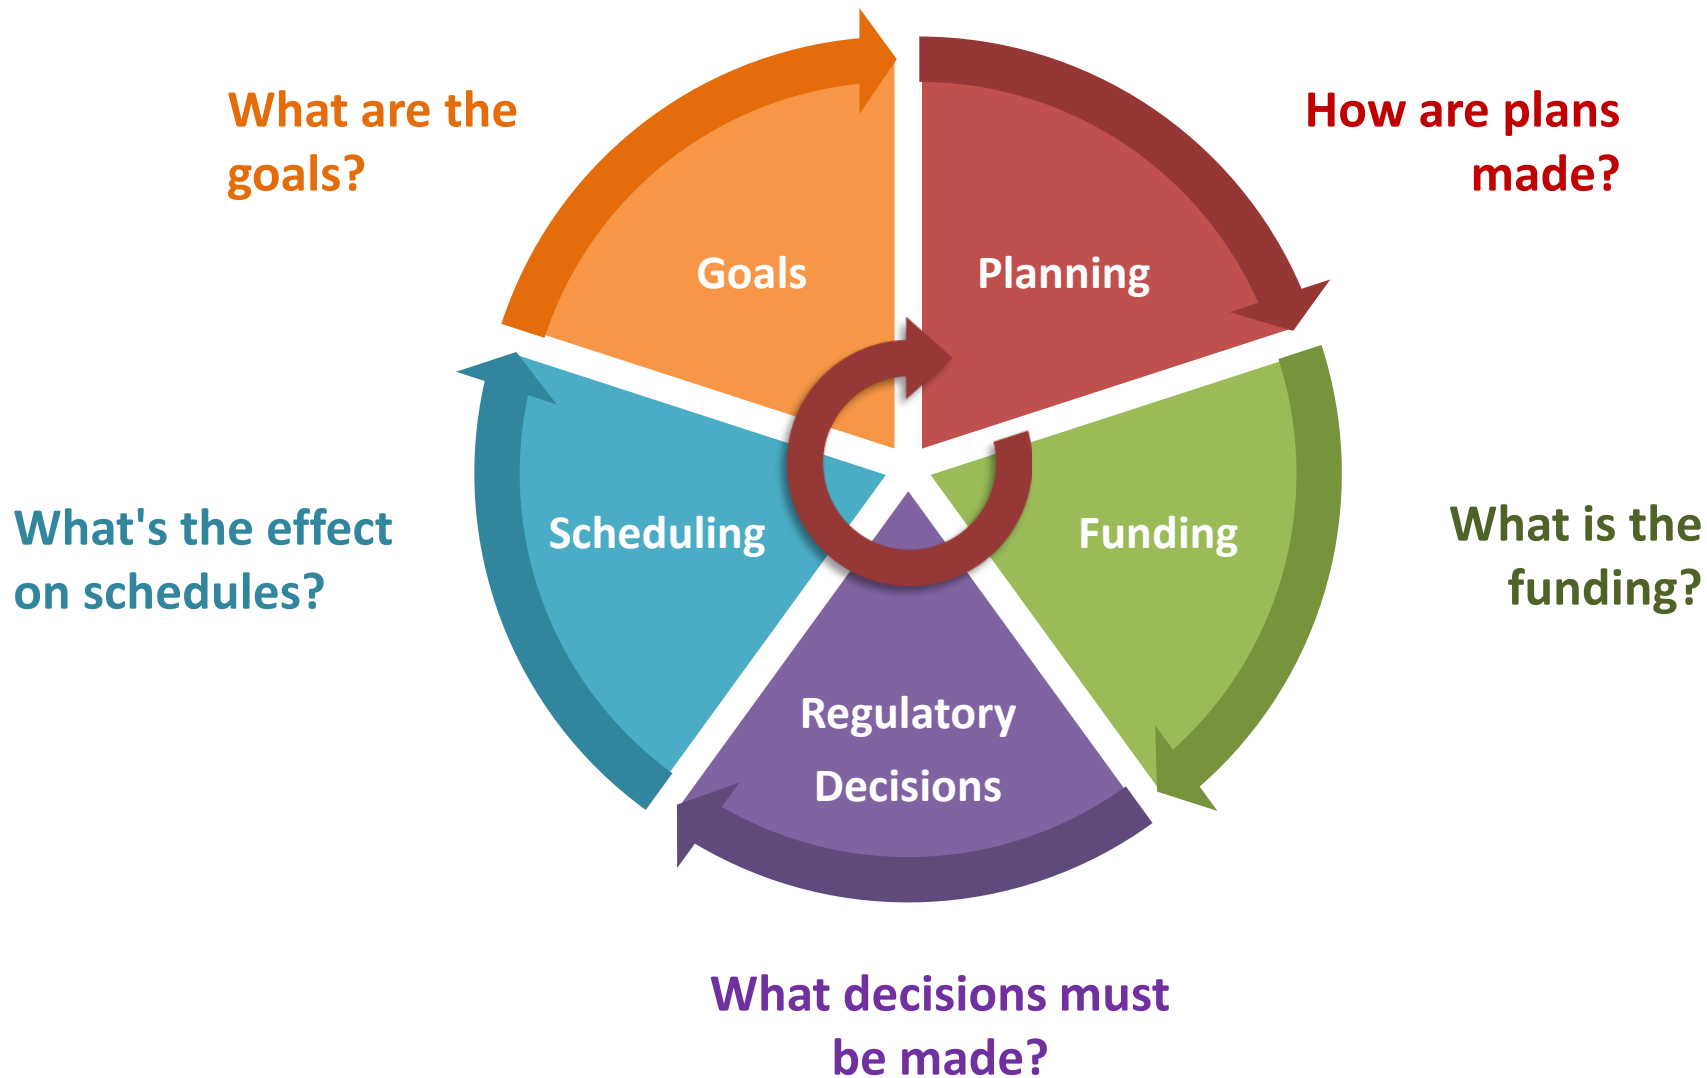 What are the
goals?
How are plans
made?
Goals
Planning
What's the effect
on schedules?
Scheduling
Funding
What is the
funding?
Regulatory
Decisions
What decisions must
be made?